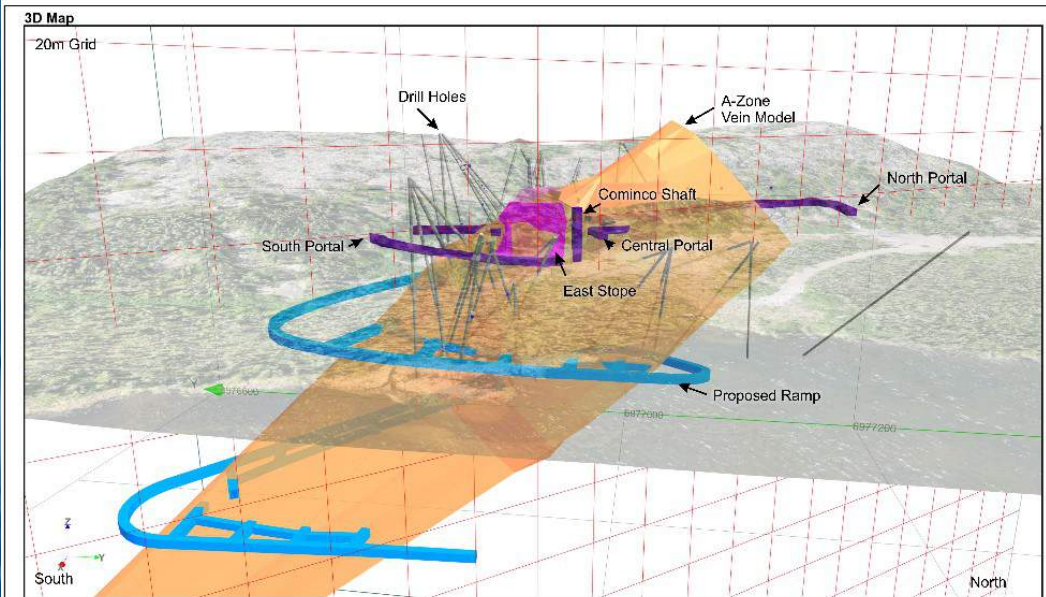 3D Map
20m Grid
Drill Holes
A-Zone
Vein Model
North Portal
Cominco Shaft
South Portal
Central Portal
East Stope
Proposed Ramp
Y
6977000
6977200
Z
Y
South
North